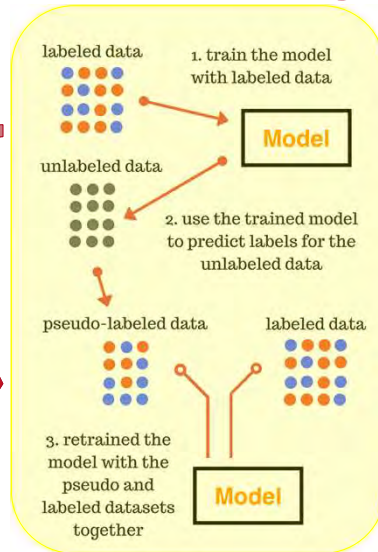 labeled data
1. train the model
with labeled data
Model
unlabeled data
2. use the trained model
to predict labels for the
unlabeled data
pseudo-labeled data
labeled data
3. retrained the
model with the
pseudo and
labeled datasets
together
Model